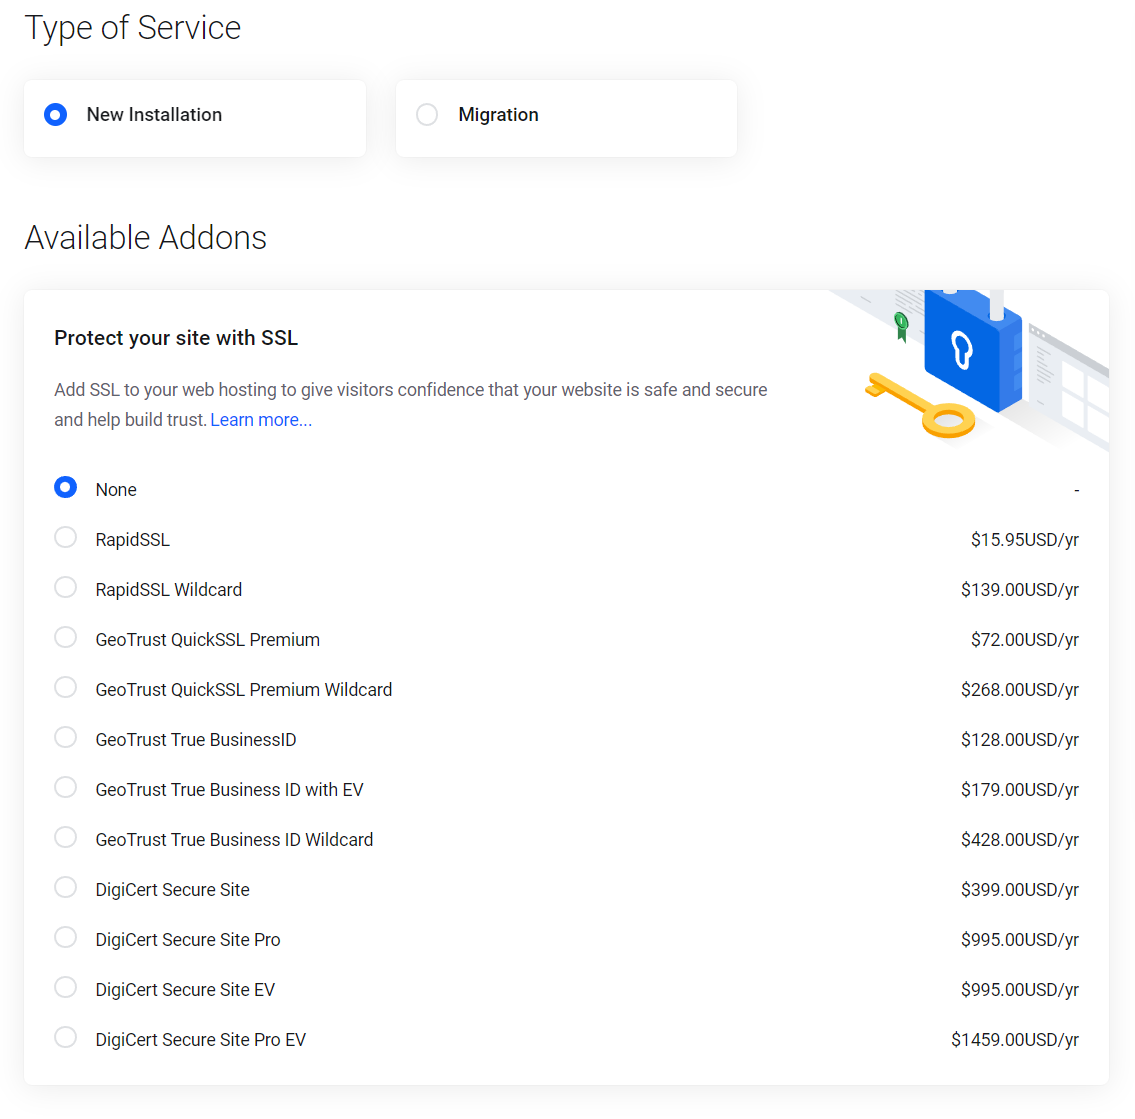 Type of Service
New Installation
Migration
Available Addons
Protect your site with SSL
Add SSL to your web hosting to give visitors confidence that your website is safe and secure
and help build trust. Learn more...
None -
RapidSSL $15.95USD/yr
RapidSSL Wildcard $139.00USD/yr
GeoTrust QuickSSL Premium $72.00USD/yr
GeoTrust QuickSSL Premium Wildcard $268.00USD/yr
GeoTrust True BusinessID $128.00USD/yr
GeoTrust True Business ID with EV $179.00USD/yr
GeoTrust True Business ID Wildcard $428.00USD/yr
DigiCert Secure Site $399.00USD/yr
DigiCert Secure Site Pro $995.00USD/yr
DigiCert Secure Site EV $995.00USD/yr
DigiCert Secure Site Pro EV $1459.00USD/yr